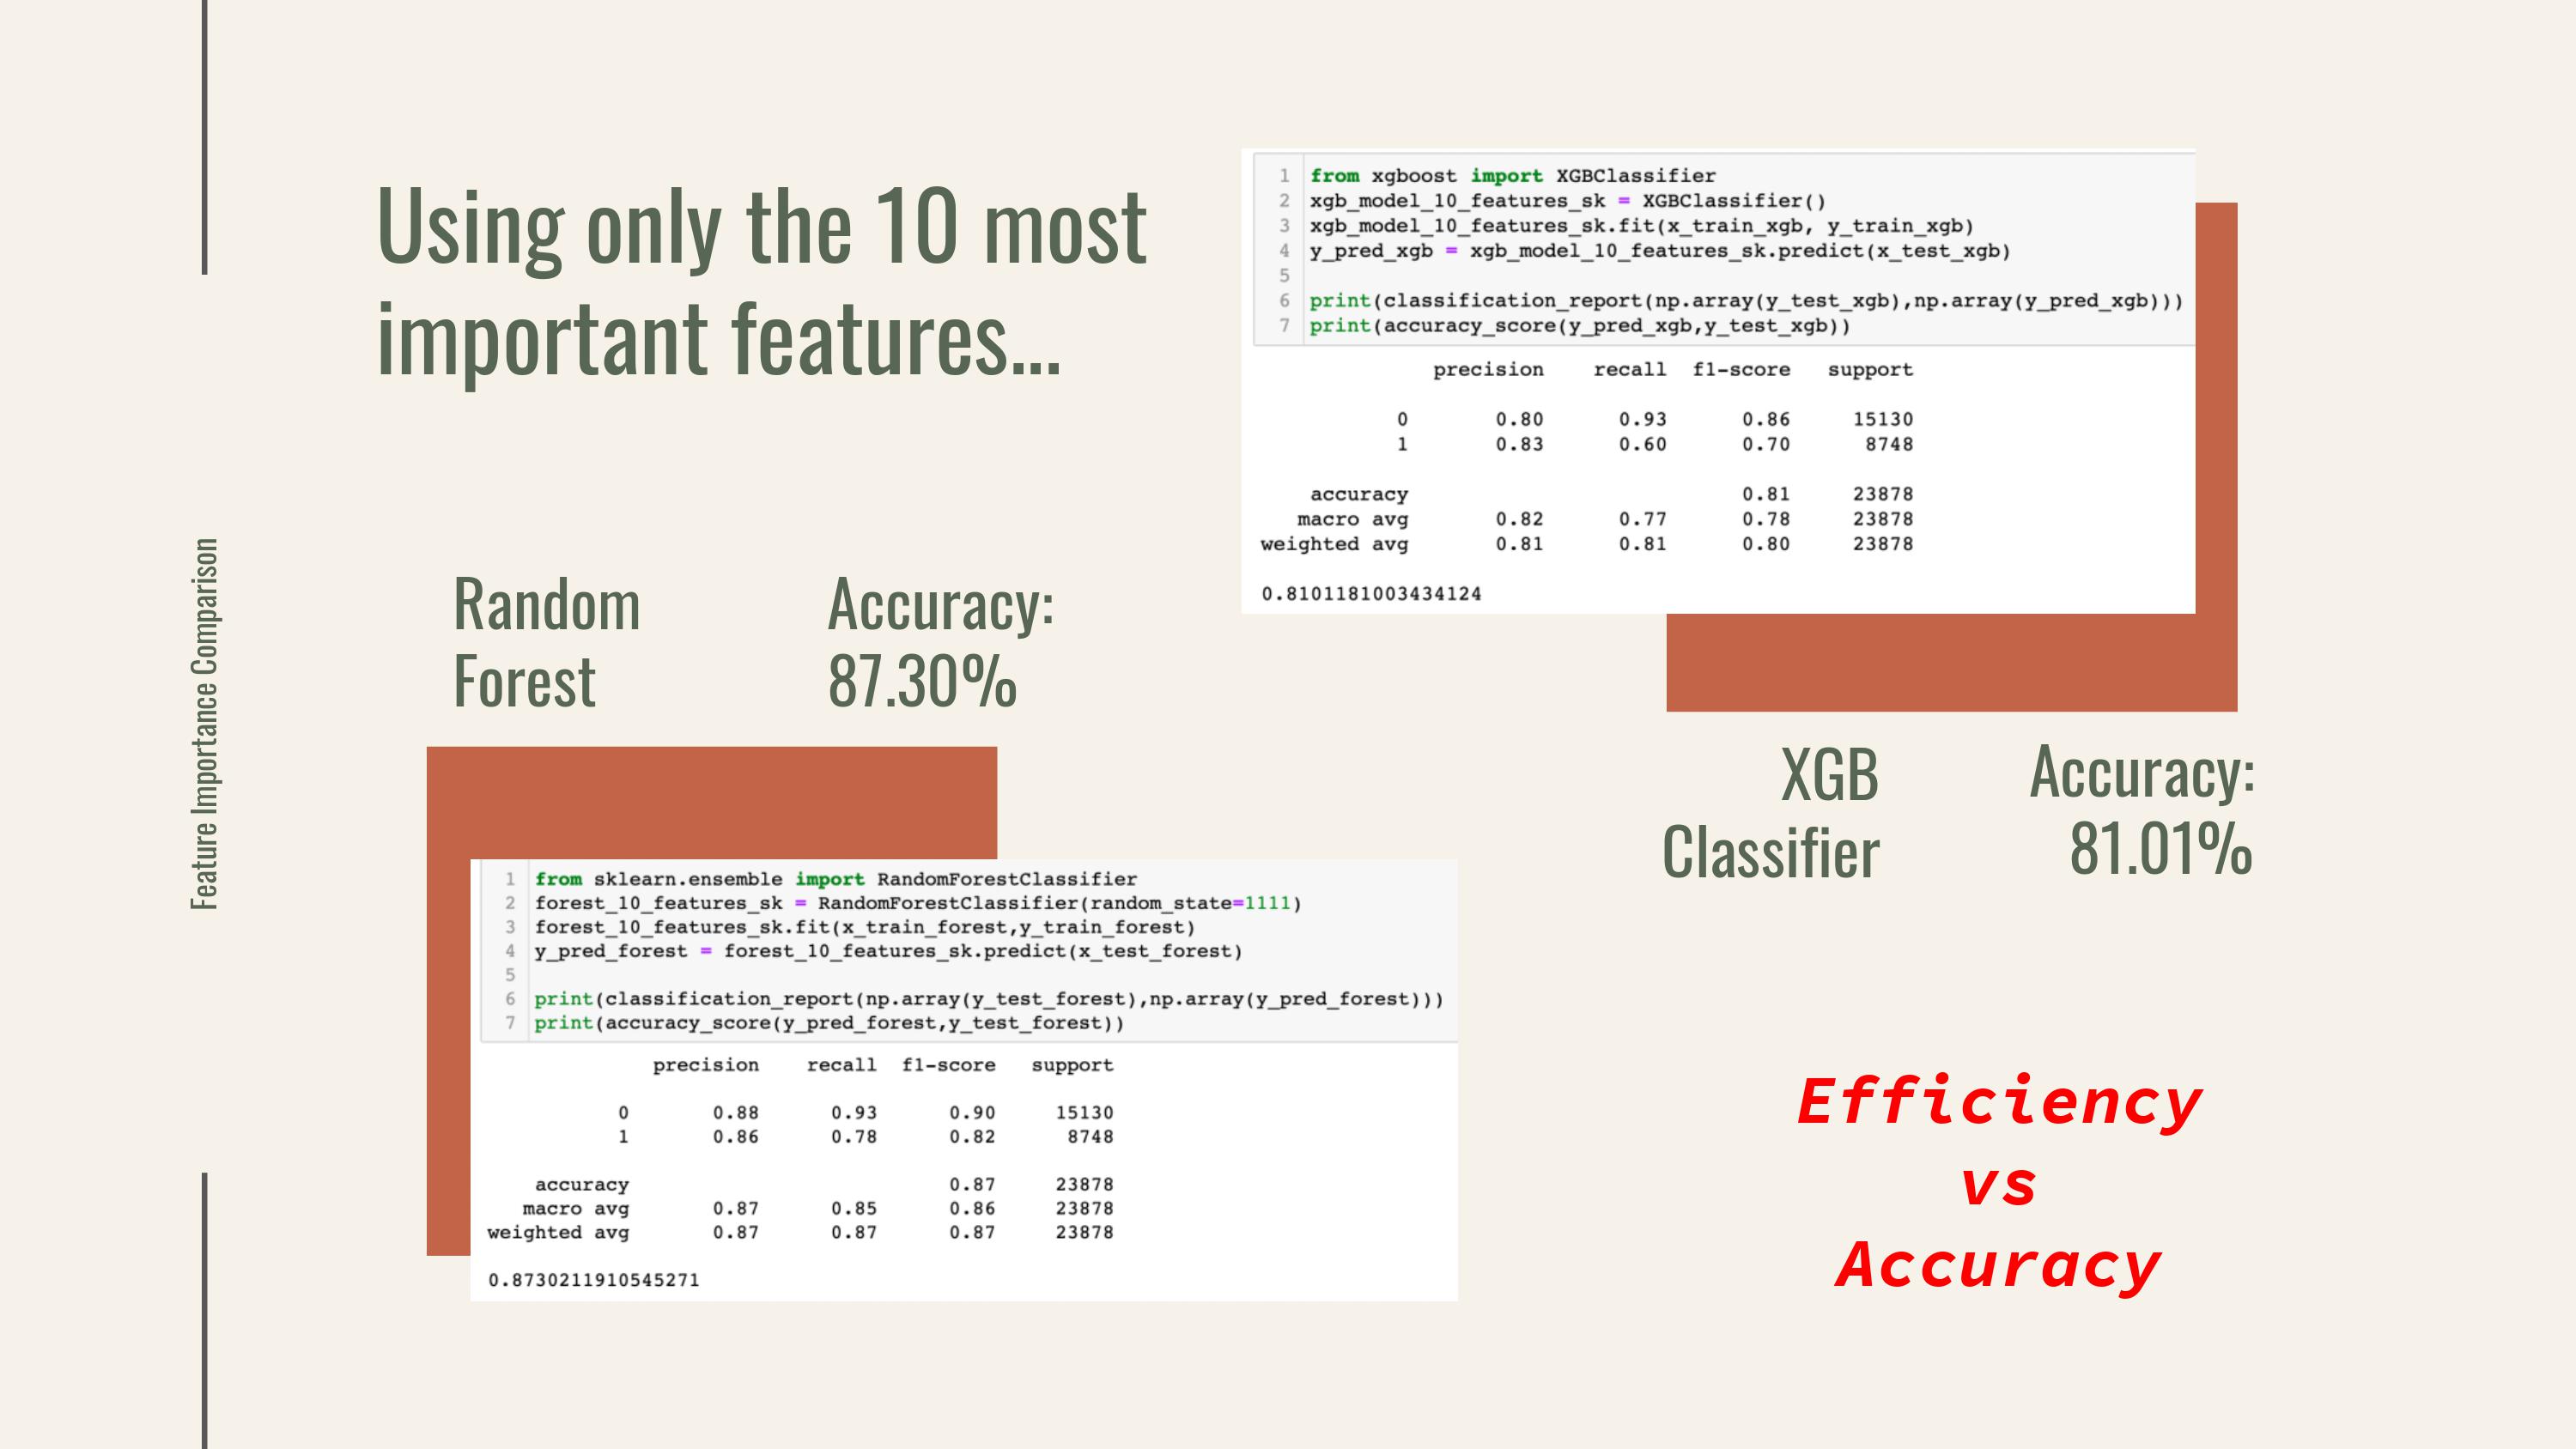 Feature Importance Comparison
Using only the 10 most
important features...
1 from xgboost import XGBClassifier
2 xgb_model_10_features_sk = XGBClassifier()
3 xgb_model_10_features_sk.fit(x_train_xgb, y_train_xgb)
4 y_pred_xgb = xgb_model_10_features_sk.predict(x_test_xgb)
5
6 print(classification_report(np.array(y_test_xgb),np.array(y_pred_xgb)))
7 print(accuracy_score(y_pred_xgb,y_test_xgb))
precision recall f1-score support
0 0.80 0.93 0.86 15130
1 0.83 0.60 0.70 8748
accuracy 0.81 23878
macro avg 0.82 0.77 0.78 23878
weighted avg 0.81 0.81 0.80 23878
0.8101181003434124
Random
Forest
Accuracy:
87.30%
XGB
Classifier
Accuracy:
81.01%
1 from sklearn.ensemble import RandomForestClassifier
2 forest_10_features_sk = RandomForestClassifier(random_state=1111)
3 forest_10_features_sk.fit(x_train_forest,y_train_forest)
4 y_pred_forest = forest_10_features_sk.predict(x_test_forest)
5
6 print(classification_report(np.array(y_test_forest),np.array(y_pred_forest)))
7 print(accuracy_score(y_pred_forest,y_test_forest))
precision recall f1-score support
0 0.88 0.93 0.90 15130
1 0.86 0.78 0.82 8748
accuracy 0.87 23878
macro avg 0.87 0.85 0.86 23878
weighted avg 0.87 0.87 0.87 23878
0.8730211910545271
Efficiency
vs
Accuracy